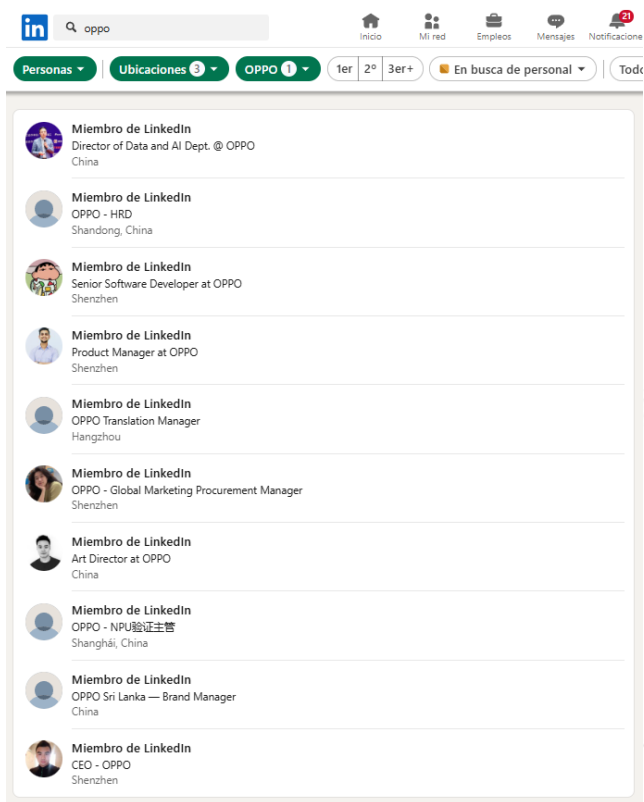 in
oppo
Inicio
Mi red
Empleos
Mensajes
21
Notificacione
Personas
Ubicaciones 3
OPPO 1
1er 2º 3er+
En busca de personal
Todo
Miembro de LinkedIn
Director of Data and AI Dept. @ OPPO
China
Miembro de LinkedIn
OPPO - HRD
Shandong, China
Miembro de LinkedIn
Senior Software Developer at OPPO
Shenzhen
Miembro de LinkedIn
Product Manager at OPPO
Shenzhen
Miembro de LinkedIn
OPPO Translation Manager
Hangzhou
Miembro de LinkedIn
OPPO - Global Marketing Procurement Manager
Shenzhen
Miembro de LinkedIn
Art Director at OPPO
China
Miembro de LinkedIn
OPPO - NPU验证主管
Shanghái, China
Miembro de LinkedIn
OPPO Sri Lanka — Brand Manager
China
Miembro de LinkedIn
CEO - OPPO
Shenzhen